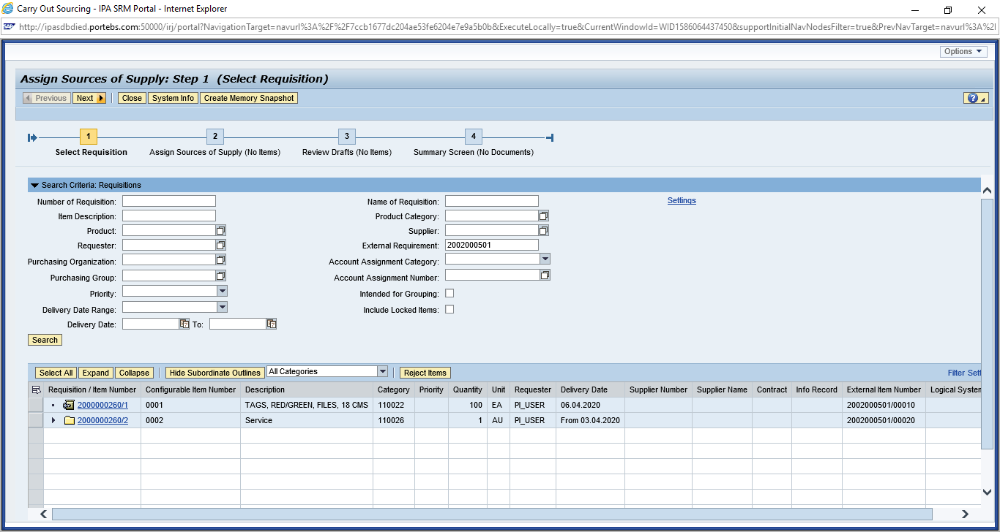 Carry Out Sourcing - IPA SRM Portal - Internet Explorer
http://ipasdbdied.portebs.com:50000/irj/portal?NavigationTarget=navurl%3A%2F%2F7ccb1677dc204ae53fe6204e7e9a5b0b&ExecuteLocally=true&CurrentWindowId=WID1586064437450&supportInitialNavNodesFilter=true&PrevNavTarget=navurl%3A%2
Options
Assign Sources of Supply: Step 1 (Select Requisition)
Previous Next Close System Info Create Memory Snapshot
1 2 3 4
Select Requisition Assign Sources of Supply (No Items) Review Drafts (No Items) Summary Screen (No Documents)
Search Criteria: Requisitions
Number of Requisition: Name of Requisition: Settings
Item Description: Product Category:
Product: Supplier:
Requester: External Requirement: 2002000501
Purchasing Organization: Account Assignment Category:
Purchasing Group: Account Assignment Number:
Priority: Intended for Grouping:
Delivery Date Range: Include Locked Items:
Delivery Date: To:
Search
Select All Expand Collapse Hide Subordinate Outlines All Categories Reject Items Filter Sett
Requisition / Item Number Configurable Item Number Description Category Priority Quantity Unit Requester Delivery Date Supplier Number Supplier Name Contract Info Record External Item Number Logical System
2000000260/1 0001 TAGS, RED/GREEN, FILES, 18 CMS 110022 100 EA PI_USER 06.04.2020 2002000501/00010
2000000260/2 0002 Service 110026 1 AU PI_USER From 03.04.2020 2002000501/00020